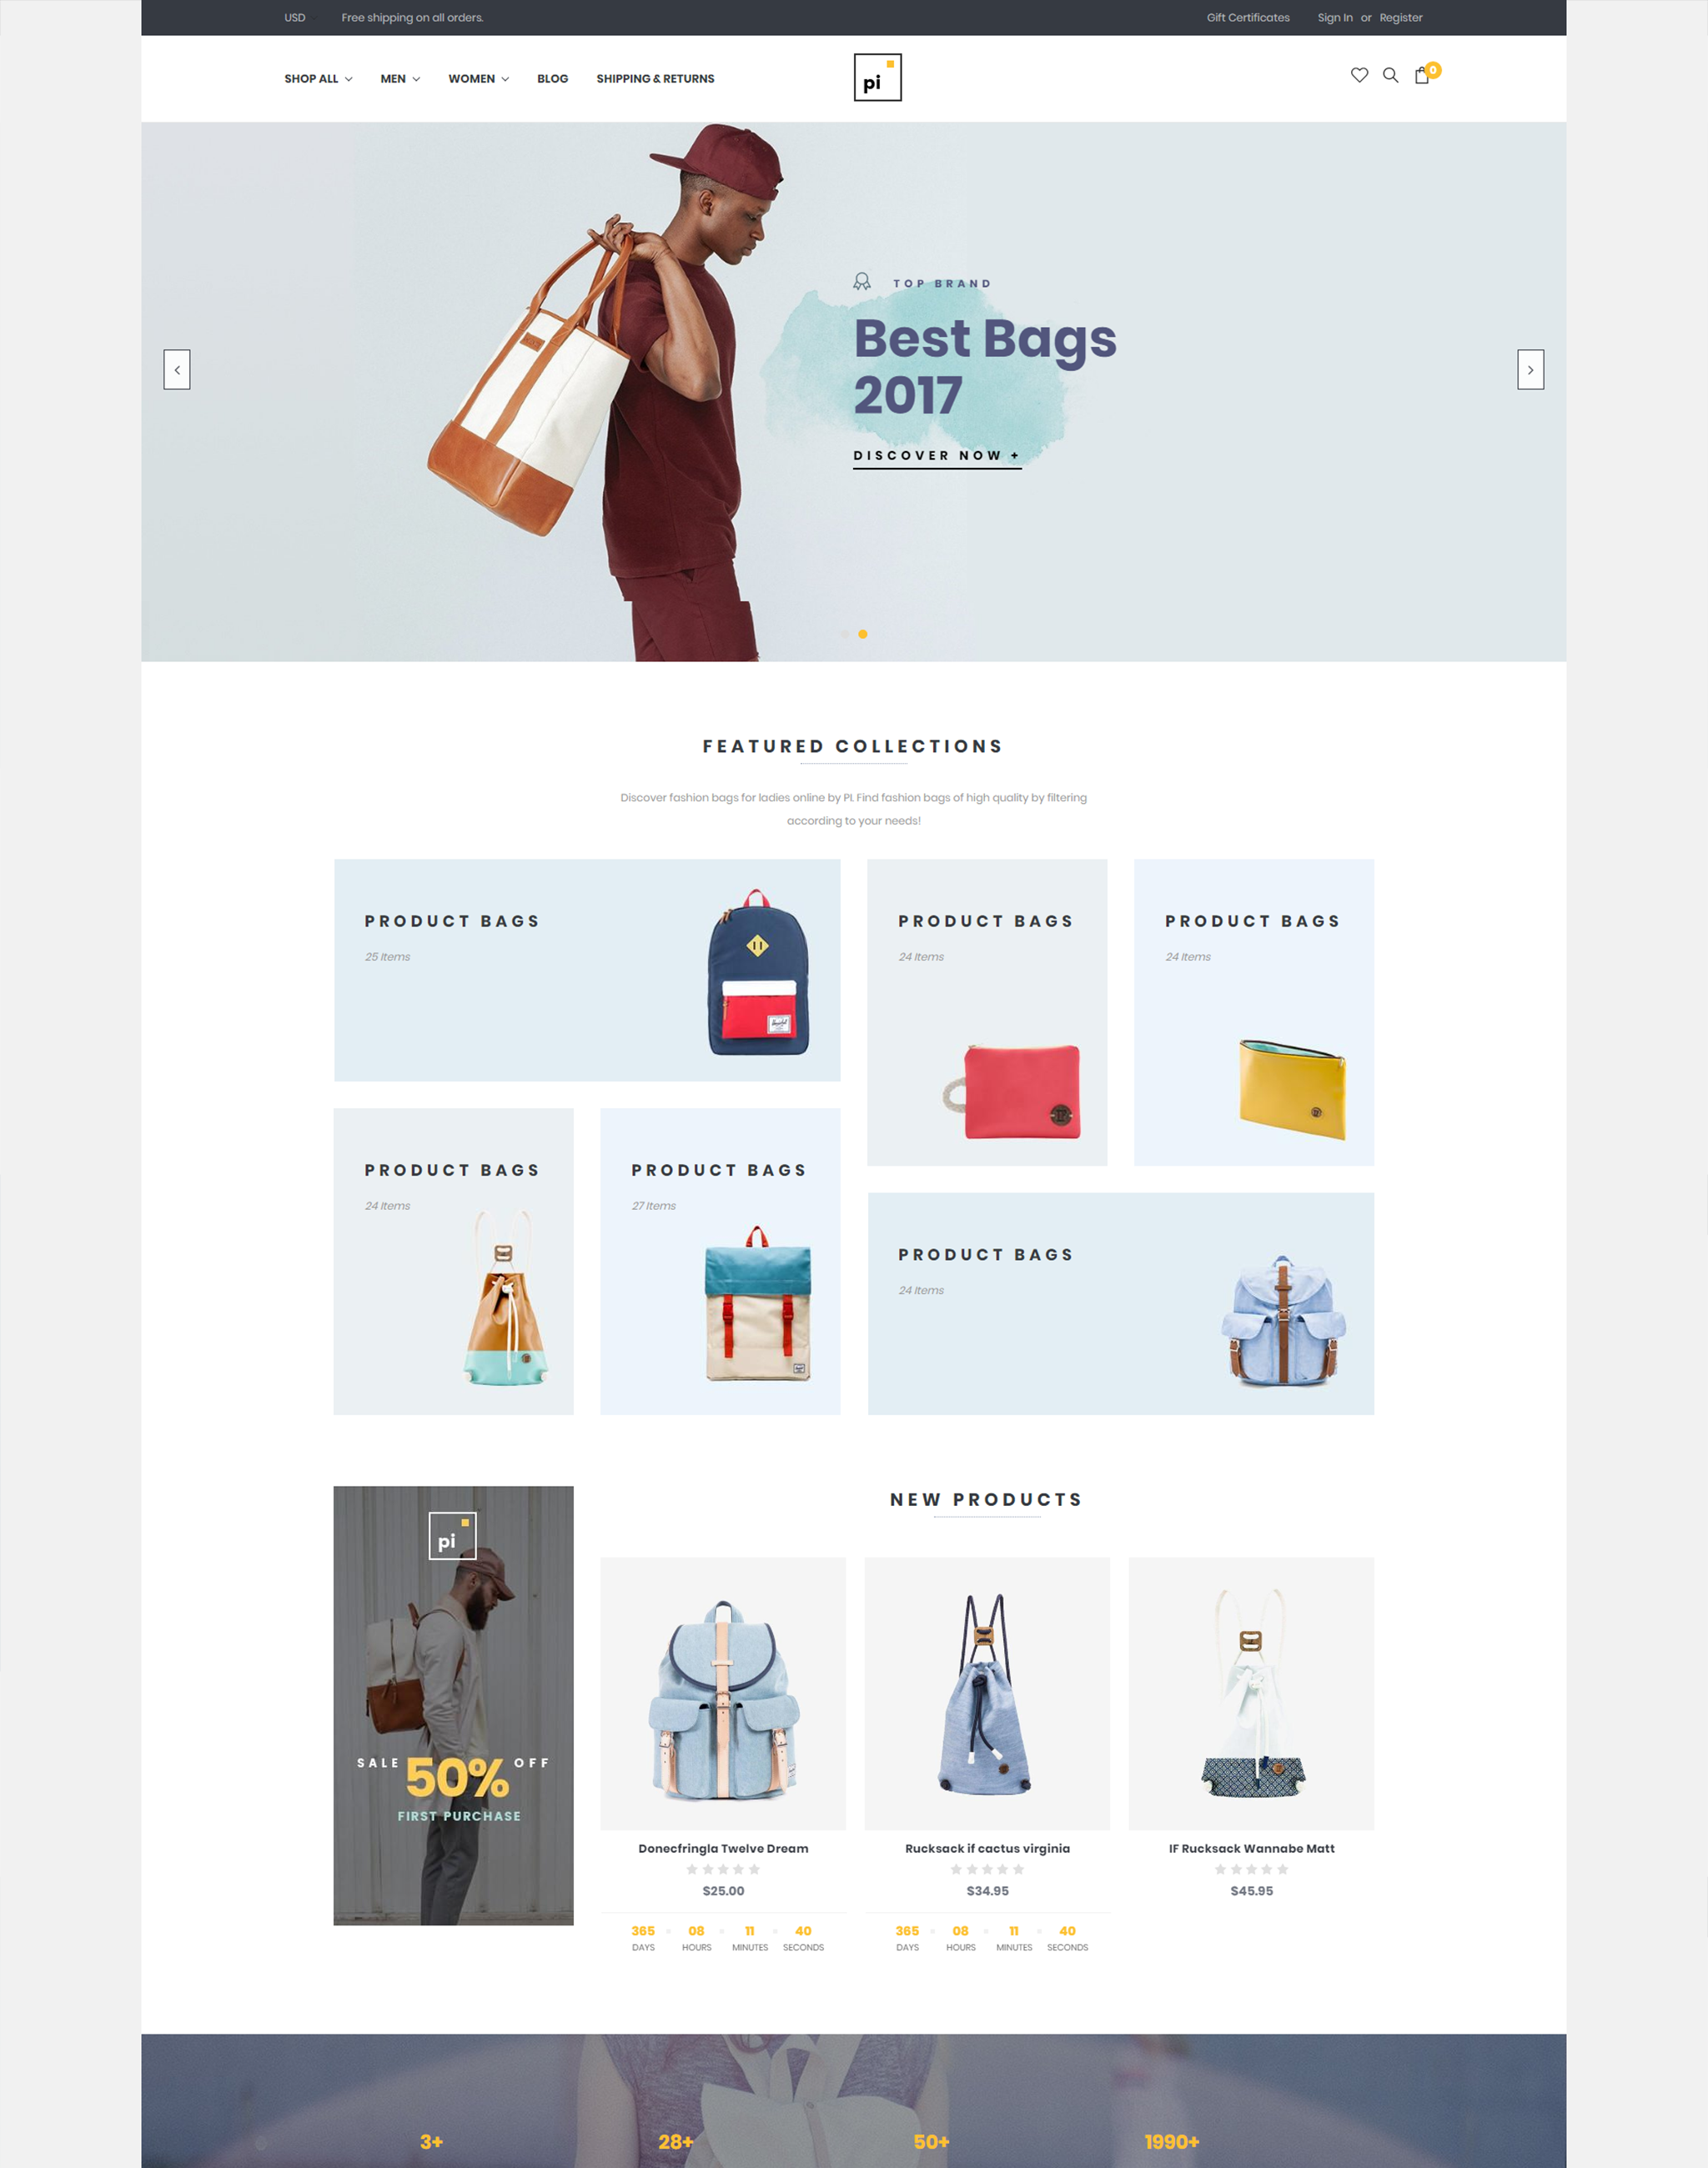 USD
Free shipping on all orders.
Gift Certificates
Sign In or Register
SHOP ALL
MEN
WOMEN
BLOG
SHIPPING & RETURNS
pi
0
TOP BRAND
Best Bags
2017
DISCOVER NOW +
FEATURED COLLECTIONS
Discover fashion bags for ladies online by PI. Find fashion bags of high quality by filtering
according to your needs!
PRODUCT BAGS
25 Items
PRODUCT BAGS
24 Items
PRODUCT BAGS
24 Items
PRODUCT BAGS
24 Items
PRODUCT BAGS
27 Items
PRODUCT BAGS
24 Items
pi
SALE 50% OFF
FIRST PURCHASE
NEW PRODUCTS
Donecfringla Twelve Dream
$25.00
365 08 11 40
DAYS HOURS MINUTES SECONDS
Rucksack if cactus virginia
$34.95
365 08 11 40
DAYS HOURS MINUTES SECONDS
IF Rucksack Wannabe Matt
$45.95
3+
28+
50+
1990+